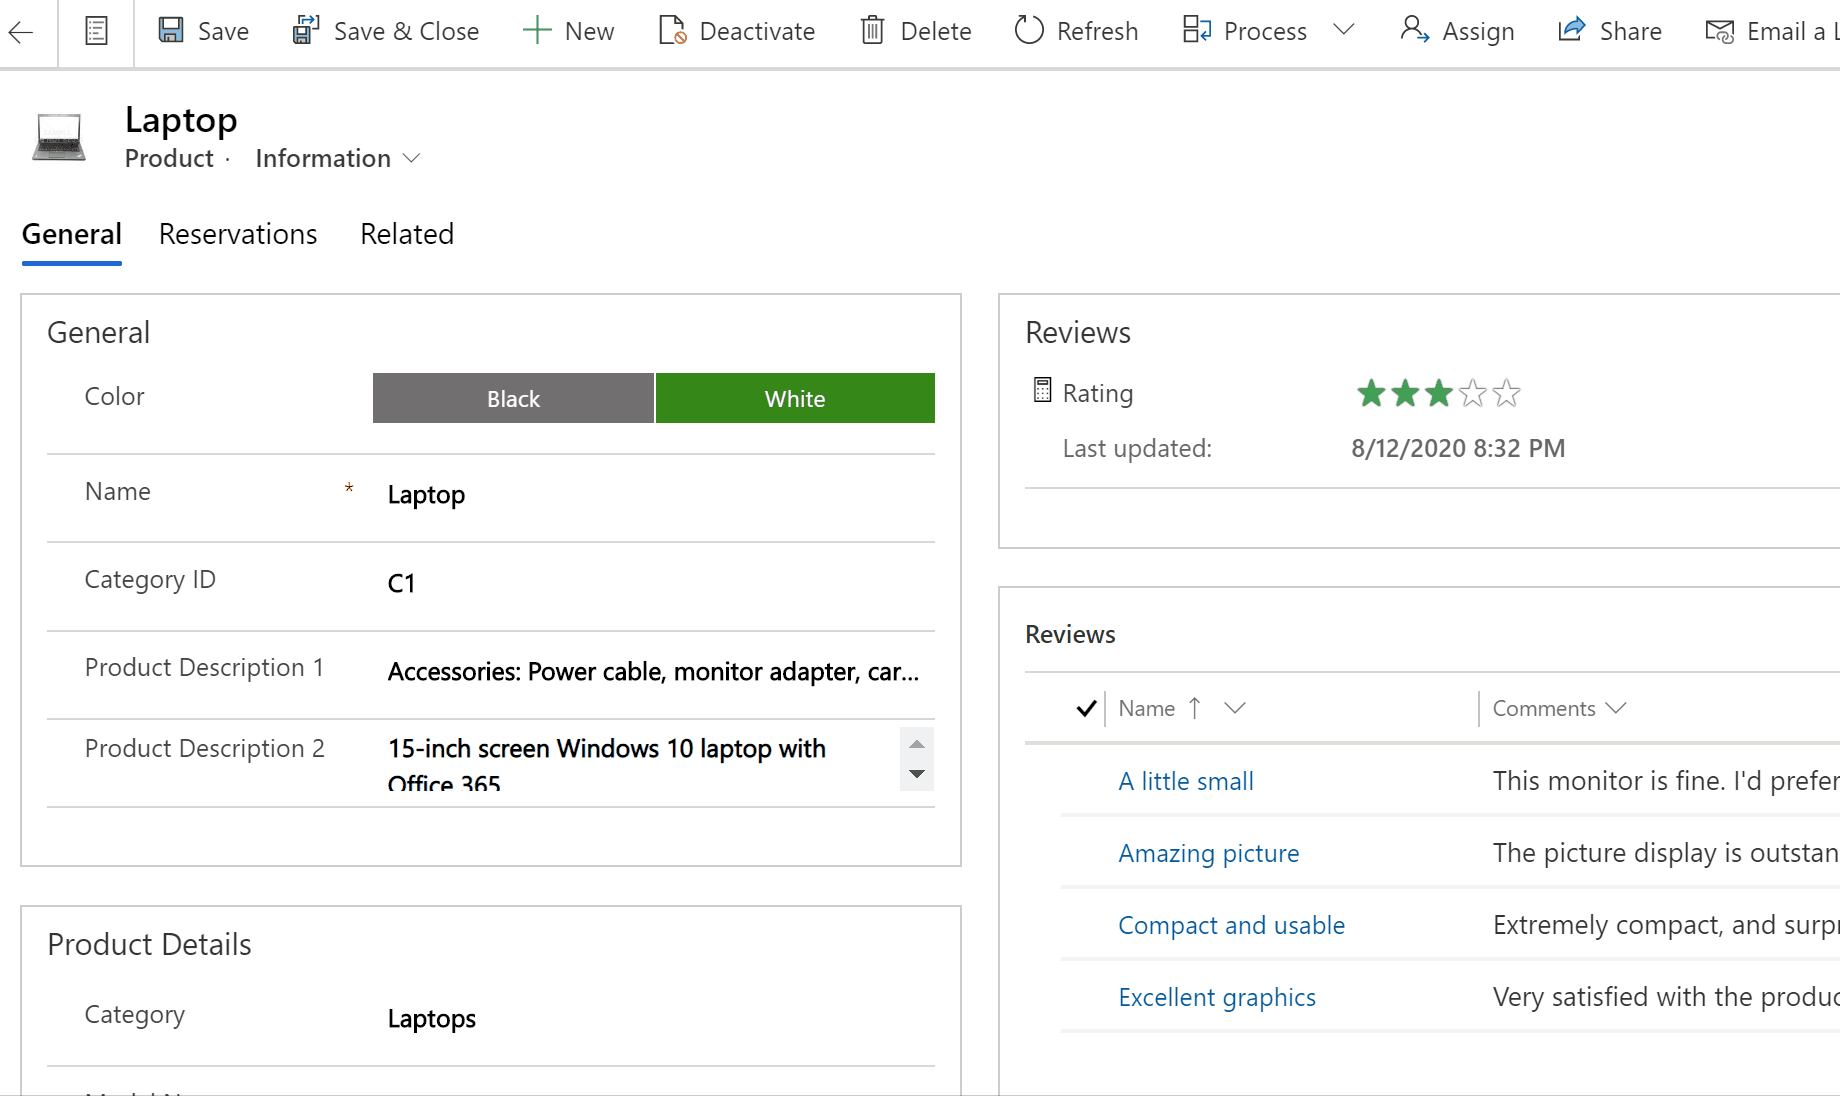 Save
Save & Close
New
Deactivate
Delete
Refresh
Process
Assign
Share
Email a
Laptop
Product · Information
General
Reservations
Related
General
Color
Black
White
Name * Laptop
Category ID C1
Product Description 1 Accessories: Power cable, monitor adapter, car...
Product Description 2 15-inch screen Windows 10 laptop with
Office 365
Product Details
Category Laptops
Reviews
Rating
Last updated: 8/12/2020 8:32 PM
Reviews
Name Comments
A little small This monitor is fine. I'd prefer
Amazing picture The picture display is outstan
Compact and usable Extremely compact, and surpr
Excellent graphics Very satisfied with the produc